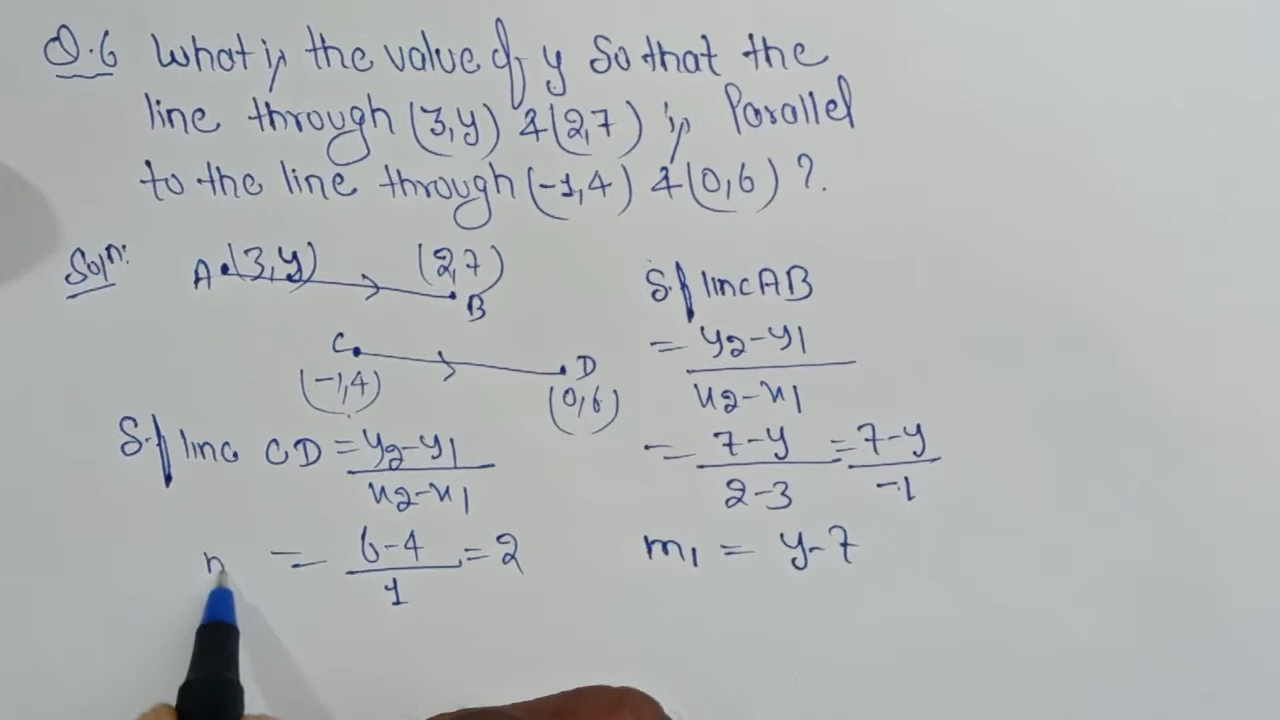 Q.6 What is the value of y so that the
line through (3,y) & (2,7) is Parallel
to the line through (-1,4) & (0,6) ?.
Soln:
A (3,y) (2,7)
B
C
D
(-1,4)
(0,6)
S. of line AB
= y2-y1
x2-x1
= 7-y = 7-y
2-3 -1
m1 = y-7
S. of line CD = y2-y1
x2-x1
= 6-4 = 2
1